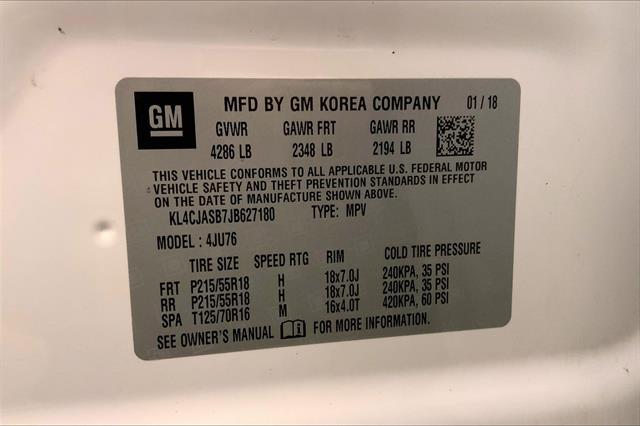 GM
MFD BY GM KOREA COMPANY 01 / 18
GVWR GAWR FRT GAWR RR
4286 LB 2348 LB 2194 LB
THIS VEHICLE CONFORMS TO ALL APPLICABLE U.S. FEDERAL MOTOR
VEHICLE SAFETY AND THEFT PREVENTION STANDARDS IN EFFECT
ON THE DATE OF MANUFACTURE SHOWN ABOVE.
KL4CJASB7JB627180 TYPE: MPV
MODEL: 4JU76
TIRE SIZE SPEED RTG RIM COLD TIRE PRESSURE
FRT P215/55R18 H 18x7.0J 240KPA, 35 PSI
RR P215/55R18 H 18x7.0J 240KPA, 35 PSI
SPA T125/70R16 M 16x4.0T 420KPA, 60 PSI
SEE OWNER'S MANUAL FOR MORE INFORMATION.